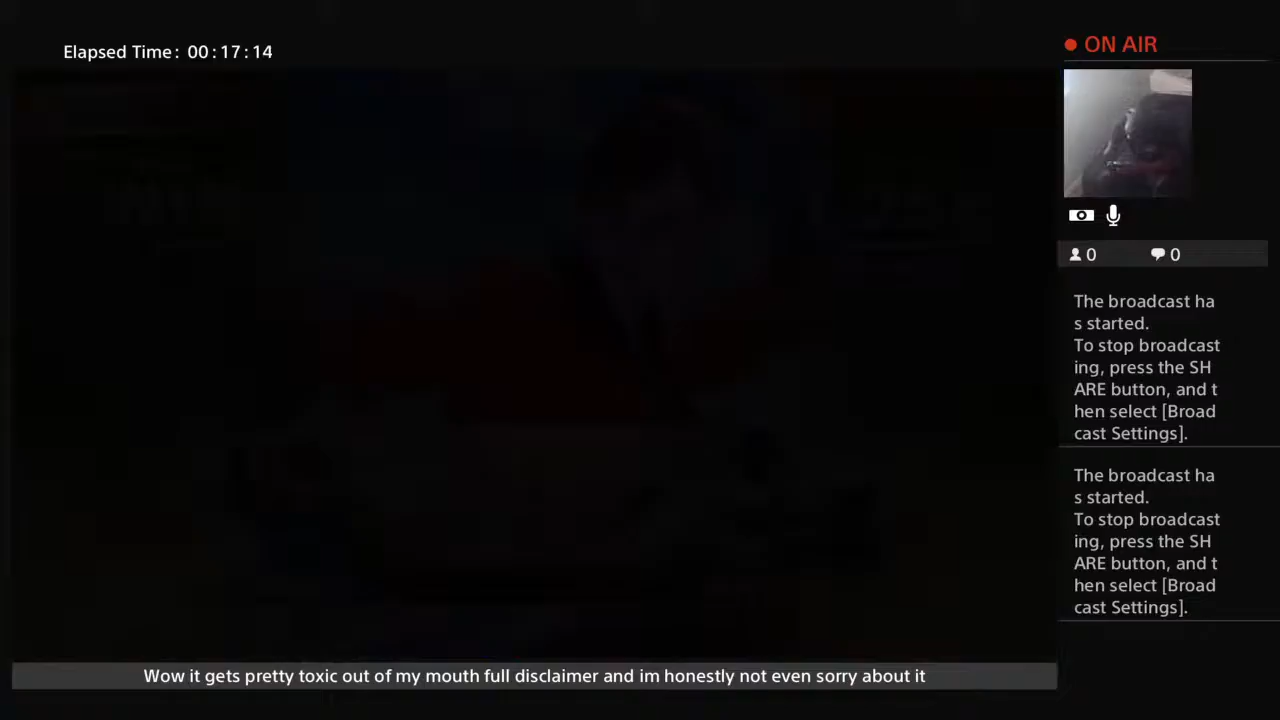 Elapsed Time: 00:17:14
ON AIR
0
0
The broadcast ha
s started.
To stop broadcast
ing, press the SH
ARE button, and t
hen select [Broad
cast Settings].
The broadcast ha
s started.
To stop broadcast
ing, press the SH
ARE button, and t
hen select [Broad
cast Settings].
Wow it gets pretty toxic out of my mouth full disclaimer and im honestly not even sorry about it